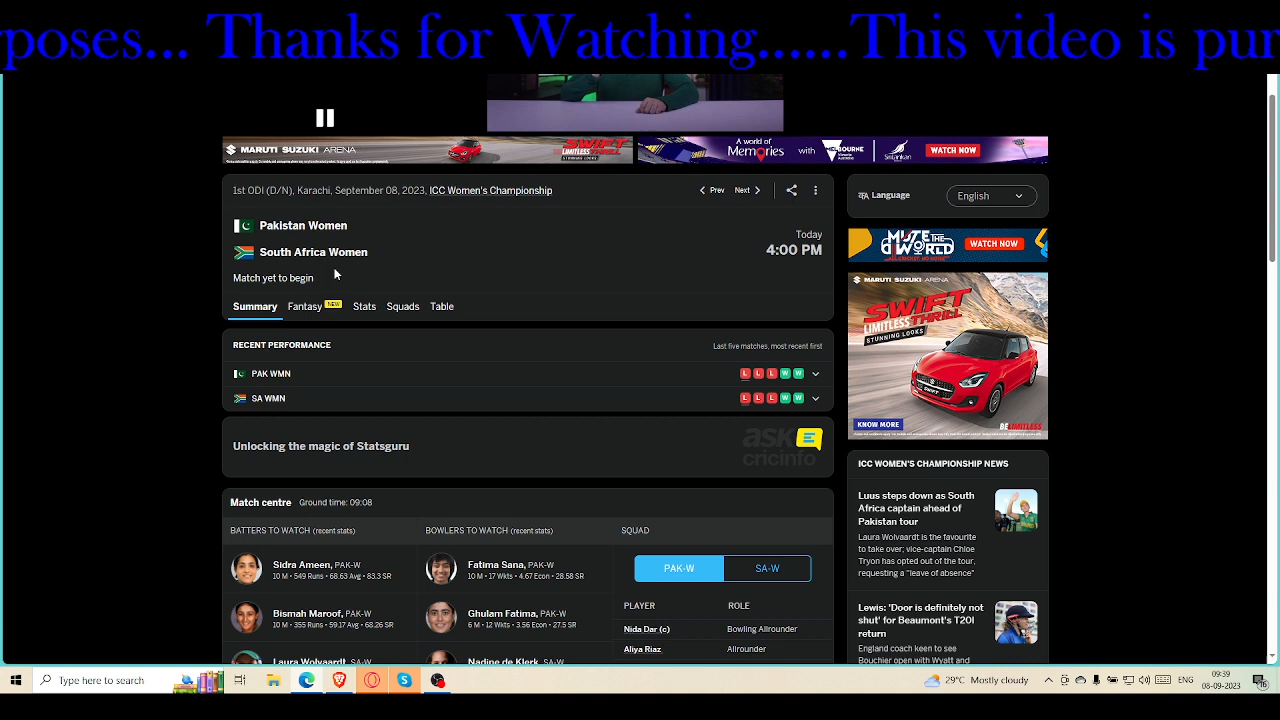 rposes... Thanks for Watching......This video is pur
MARUTI SUZUKI ARENA
SWIFT
LIMITLESS THRILL
STUNNING LOOKS
A world of Memories with MELBOURNE
SriLankan
WATCH NOW
1st ODI (D/N), Karachi, September 08, 2023, ICC Women's Championship
Prev Next
Pakistan Women
South Africa Women
Match yet to begin
Today
4:00 PM
Summary Fantasy NEW Stats Squads Table
RECENT PERFORMANCE
Last five matches, most recent first
PAK WMN L L L W W
SA WMN L L L W W
Unlocking the magic of Statsguru
ask cricinfo
Match centre Ground time: 09:08
BATTERS TO WATCH (recent stats)
Sidra Ameen, PAK-W
10 M • 549 Runs • 68.63 Avg • 83.3 SR
Bismah Maroof, PAK-W
10 M • 355 Runs • 59.17 Avg • 68.26 SR
Laura Wolvaardt, SA-W
BOWLERS TO WATCH (recent stats)
Fatima Sana, PAK-W
10 M • 17 Wkts • 4.67 Econ • 28.58 SR
Ghulam Fatima, PAK-W
6 M • 12 Wkts • 3.56 Econ • 27.5 SR
Nadine de Klerk, SA-W
SQUAD
PAK-W SA-W
PLAYER ROLE
Nida Dar (c) Bowling Allrounder
Aliya Riaz Allrounder
Language
English
MUTE THE WORLD
WATCH NOW
MARUTI SUZUKI ARENA
SWIFT
LIMITLESS THRILL
STUNNING LOOKS
KNOW MORE
BELIMITLESS
ICC WOMEN'S CHAMPIONSHIP NEWS
Luus steps down as South
Africa captain ahead of
Pakistan tour
Laura Wolvaardt is the favourite
to take over; vice-captain Chloe
Tryon has opted out of the tour,
requesting a "leave of absence"
Lewis: 'Door is definitely not
shut' for Beaumont's T20I
return
England coach keen to see
Bouchier open with Wyatt and
Type here to search
29°C Mostly cloudy
ENG
09:39
08-09-2023